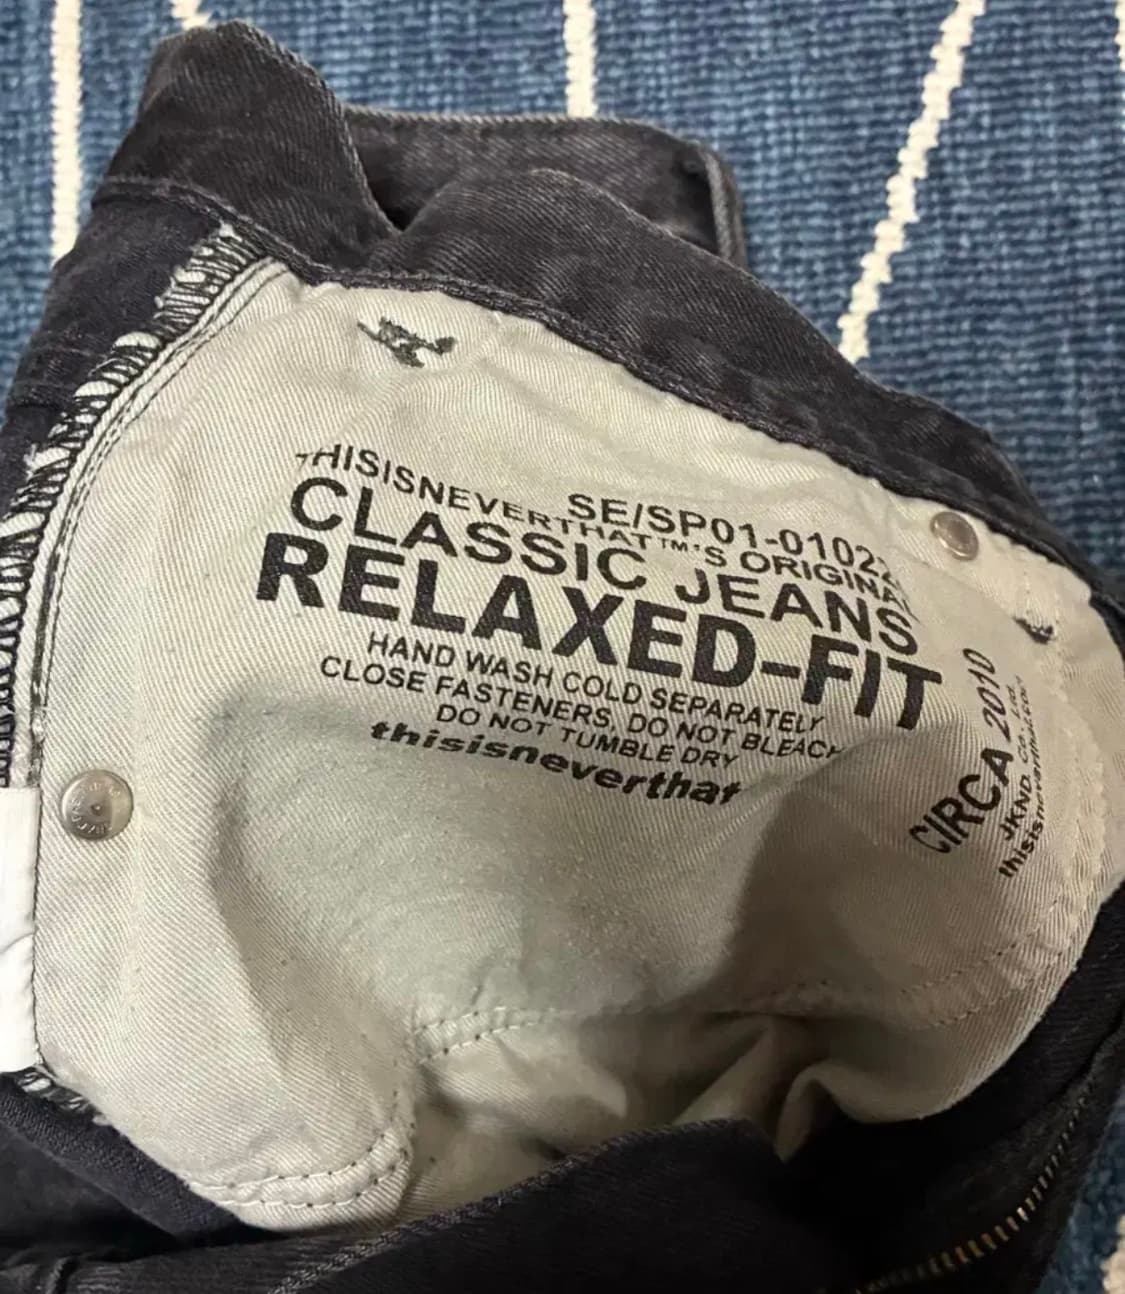 SE/SP01-0102
THISISNEVERTHAT™'S ORIGINAL
CLASSIC JEANS
RELAXED-FIT
HAND WASH COLD SEPARATELY
CLOSE FASTENERS, DO NOT BLEACH
DO NOT TUMBLE DRY
thisisneverthat
CIRCA 2010
JKND. Co., Ltd.